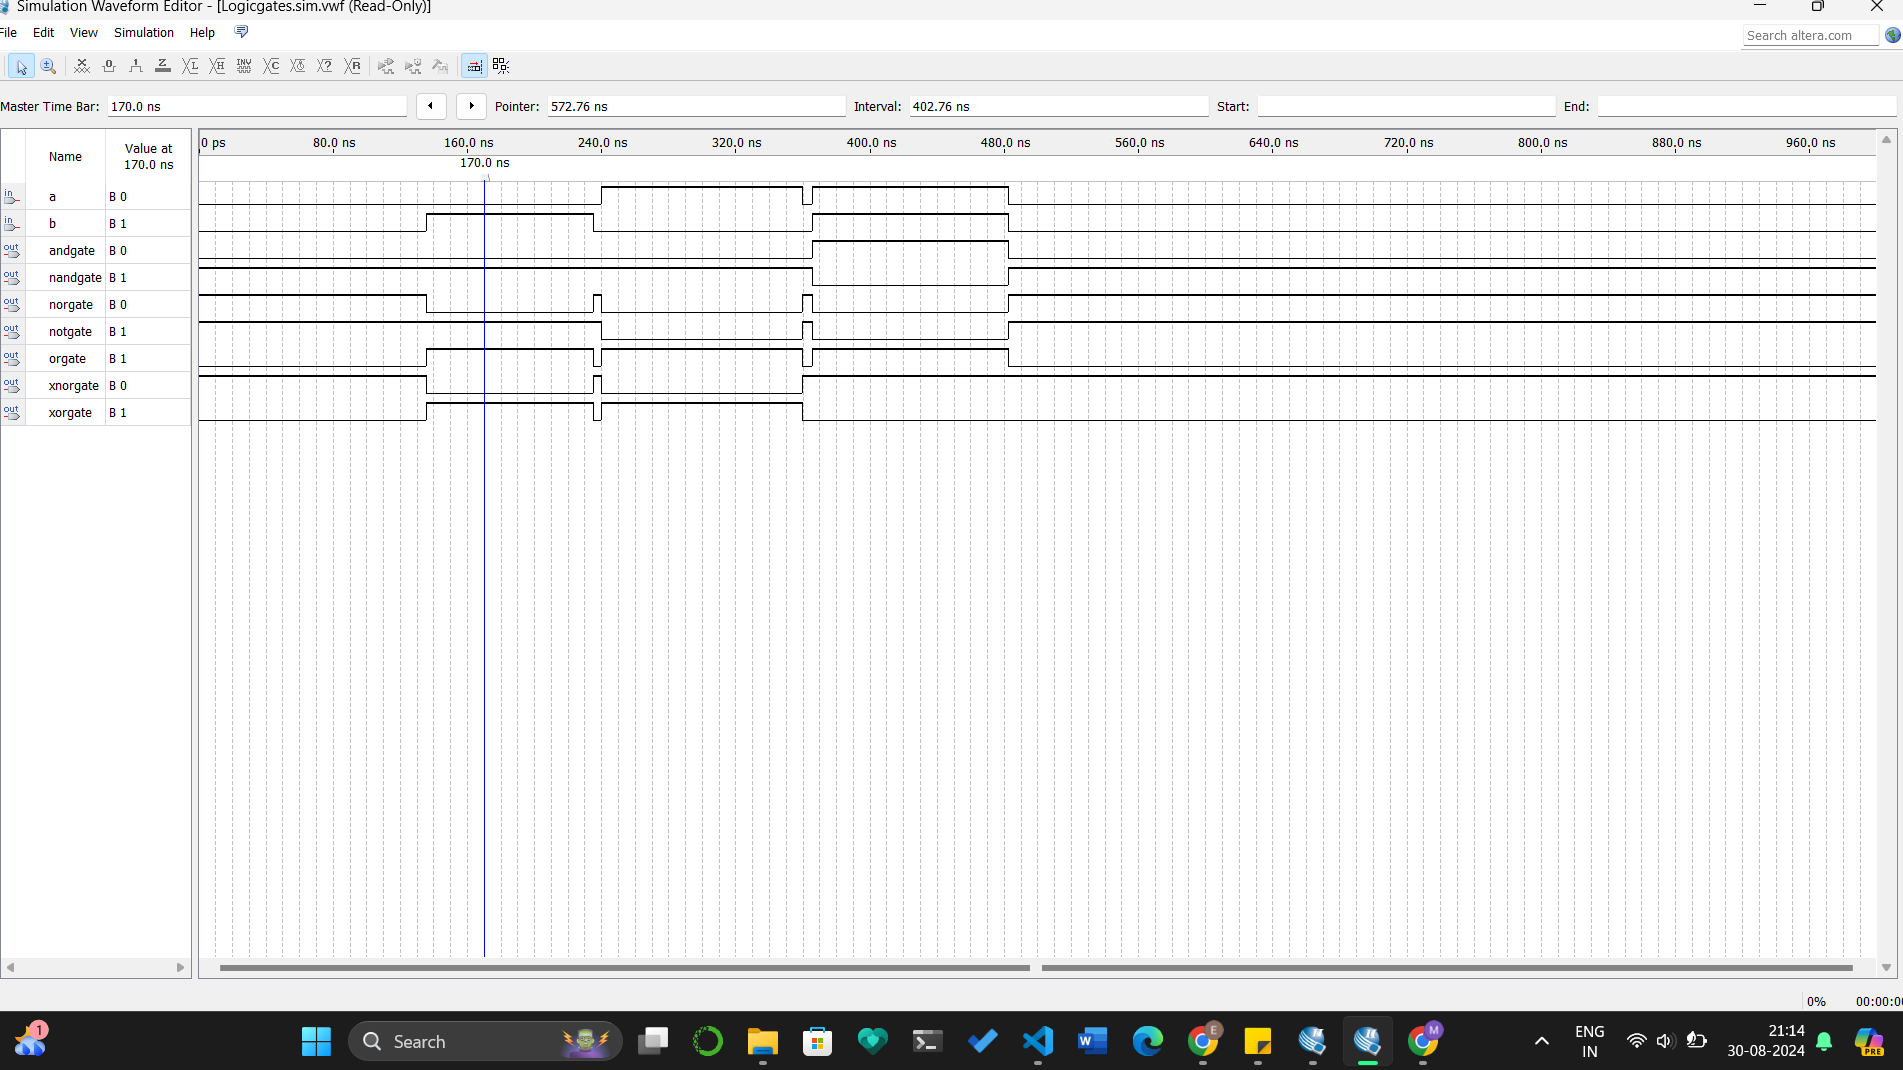 Simulation Waveform Editor - [Logicgates.sim.vwf (Read-Only)]
File Edit View Simulation Help
Search altera.com
Master Time Bar: 170.0 ns Pointer: 572.76 ns Interval: 402.76 ns Start: End:
Name Value at 170.0 ns
0 ps 80.0 ns 160.0 ns 240.0 ns 320.0 ns 400.0 ns 480.0 ns 560.0 ns 640.0 ns 720.0 ns 800.0 ns 880.0 ns 960.0 ns
170.0 ns
in a B 0
in b B 1
out andgate B 0
out nandgate B 1
out norgate B 0
out notgate B 1
out orgate B 1
out xnorgate B 0
out xorgate B 1
0% 00:00:00
1 Search E M ENG IN 21:14 30-08-2024 PRE